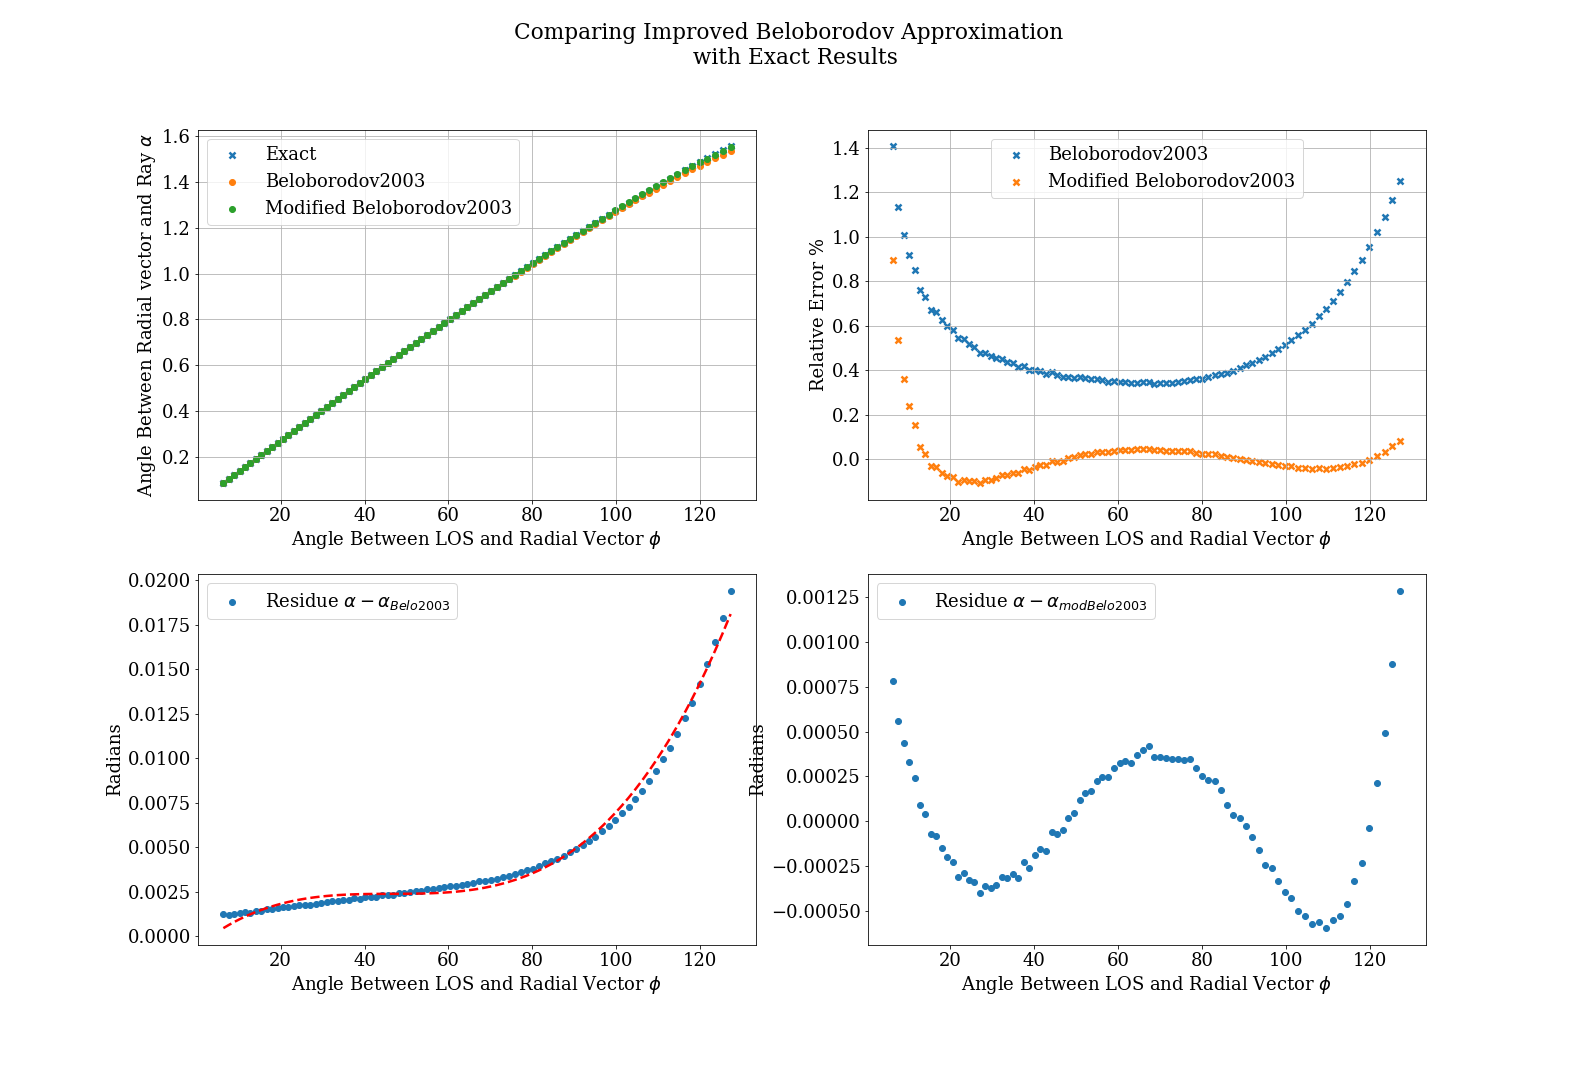 Comparing Improved Beloborodov Approximation
with Exact Results
Angle Between Radial vector and Ray α
1.6
1.4
1.2
1.0
0.8
0.6
0.4
0.2
Exact
Beloborodov2003
Modified Beloborodov2003
20 40 60 80 100 120
Angle Between LOS and Radial Vector ϕ
Relative Error %
1.4
1.2
1.0
0.8
0.6
0.4
0.2
0.0
Beloborodov2003
Modified Beloborodov2003
20 40 60 80 100 120
Angle Between LOS and Radial Vector ϕ
Radians
0.0200
0.0175
0.0150
0.0125
0.0100
0.0075
0.0050
0.0025
0.0000
Residue α − α_Belo2003
20 40 60 80 100 120
Angle Between LOS and Radial Vector ϕ
Radians
0.00125
0.00100
0.00075
0.00050
0.00025
0.00000
−0.00025
−0.00050
Residue α − α_modBelo2003
20 40 60 80 100 120
Angle Between LOS and Radial Vector ϕ